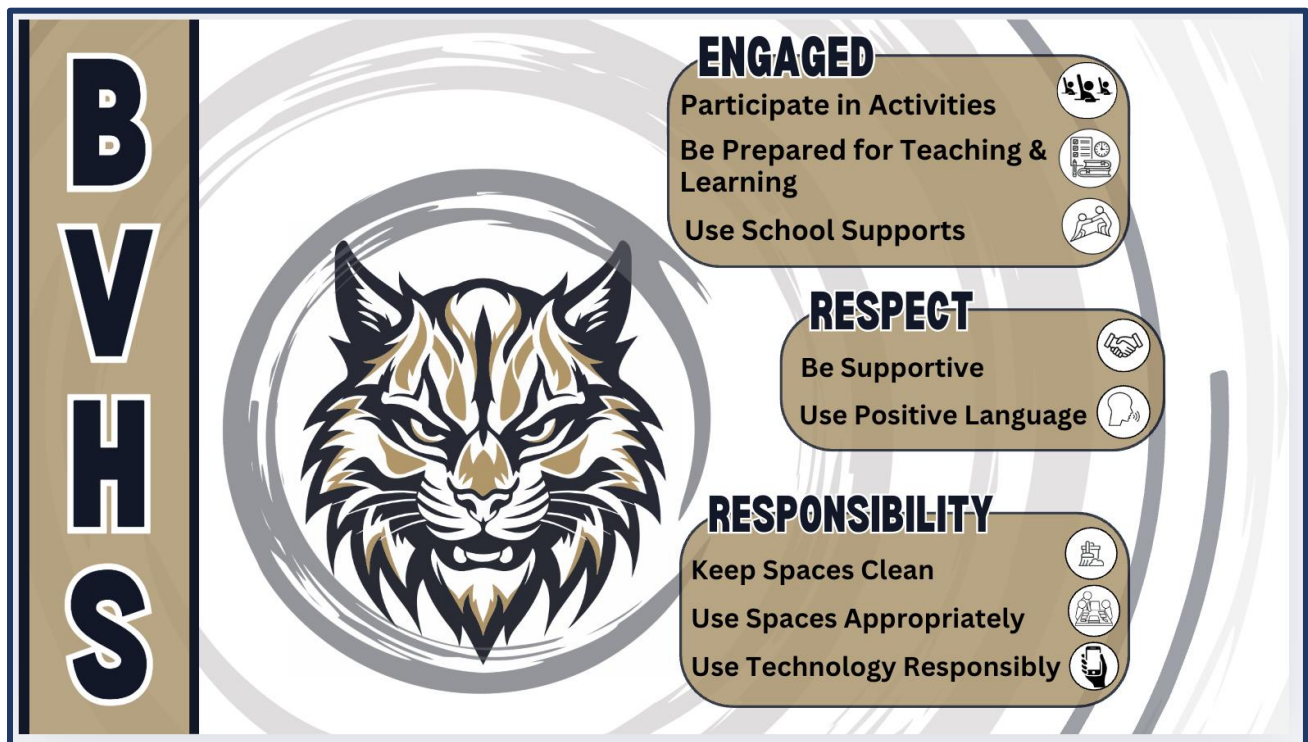 BVHS
ENGAGED
Participate in Activities
Be Prepared for Teaching &
Learning
Use School Supports
RESPECT
Be Supportive
Use Positive Language
RESPONSIBILITY
Keep Spaces Clean
Use Spaces Appropriately
Use Technology Responsibly